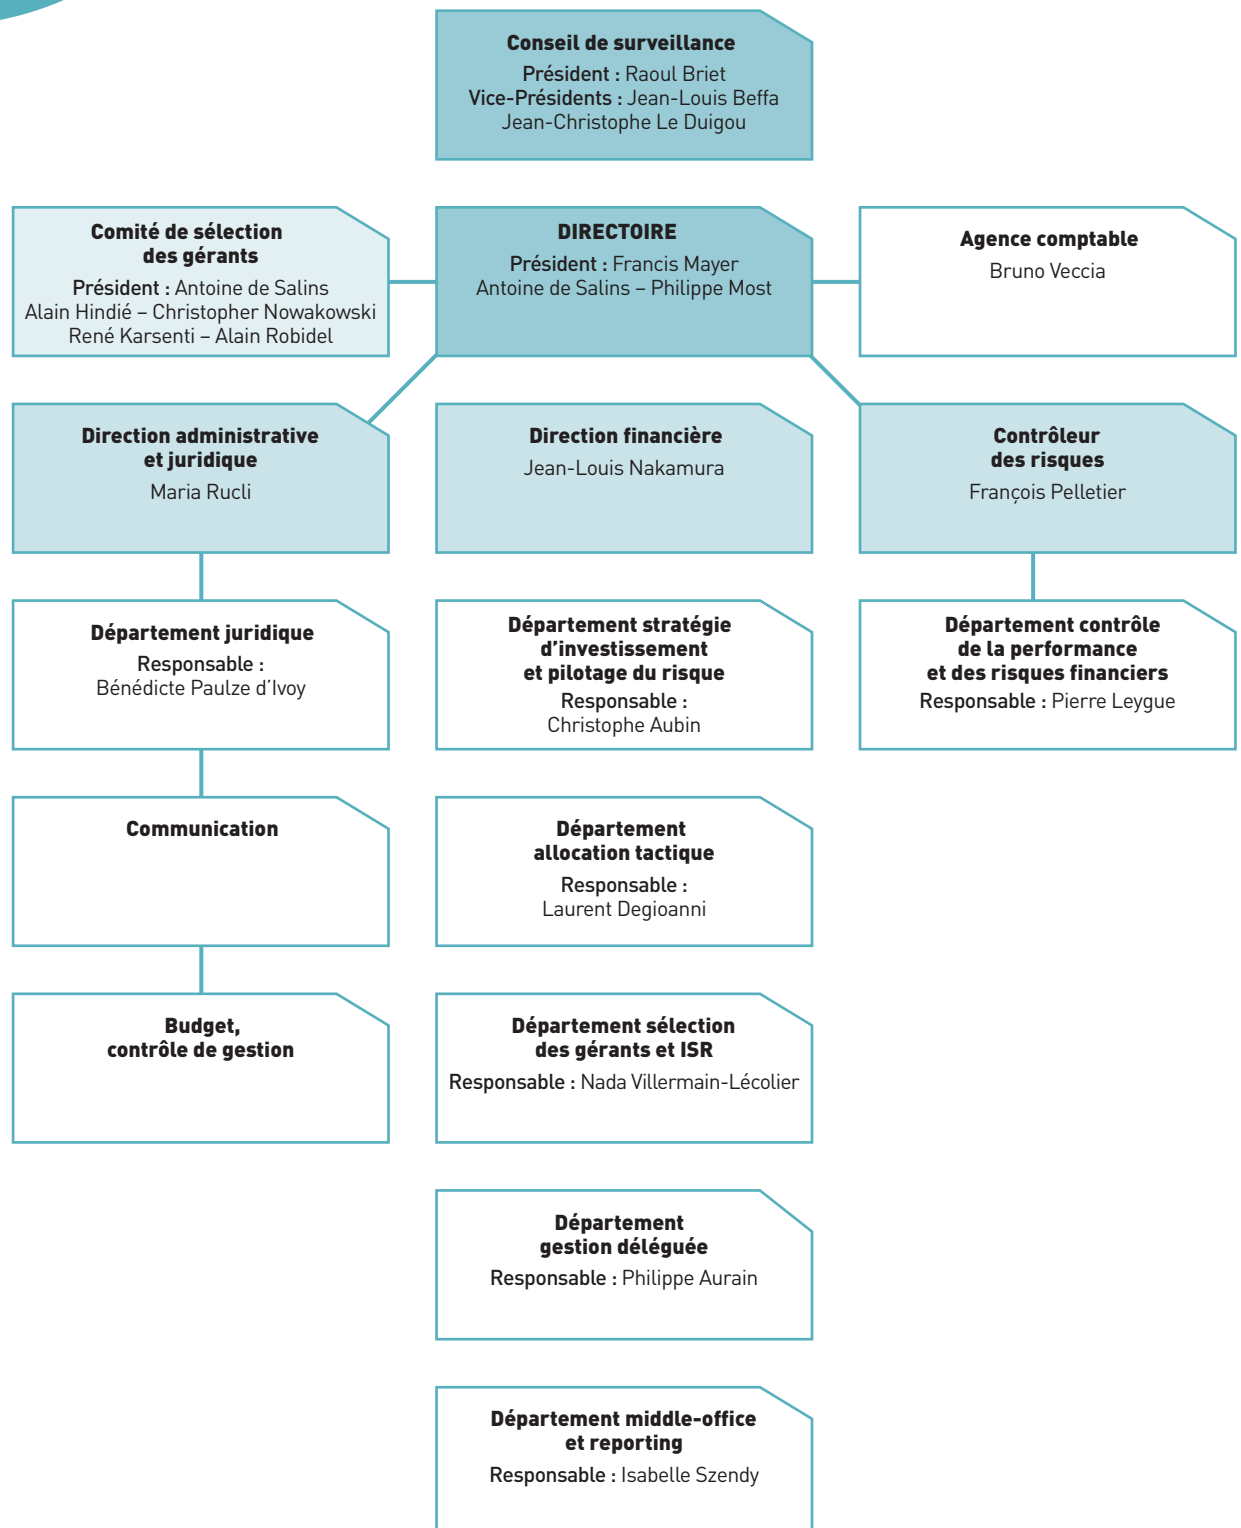 Conseil de surveillance
Président : Raoul Briet
Vice-Présidents : Jean-Louis Beffa
Jean-Christophe Le Duigou
Comité de sélection
des gérants
Président : Antoine de Salins
Alain Hindié – Christopher Nowakowski
René Karsenti – Alain Robidel
DIRECTOIRE
Président : Francis Mayer
Antoine de Salins – Philippe Most
Agence comptable
Bruno Veccia
Direction administrative
et juridique
Maria Rucli
Direction financière
Jean-Louis Nakamura
Contrôleur
des risques
François Pelletier
Département juridique
Responsable :
Bénédicte Paulze d'Ivoy
Département stratégie
d'investissement
et pilotage du risque
Responsable :
Christophe Aubin
Département contrôle
de la performance
et des risques financiers
Responsable : Pierre Leygue
Communication
Département
allocation tactique
Responsable :
Laurent Degioanni
Budget,
contrôle de gestion
Département sélection
des gérants et ISR
Responsable : Nada Villermain-Lécolier
Département
gestion déléguée
Responsable : Philippe Aurain
Département middle-office
et reporting
Responsable : Isabelle Szendy